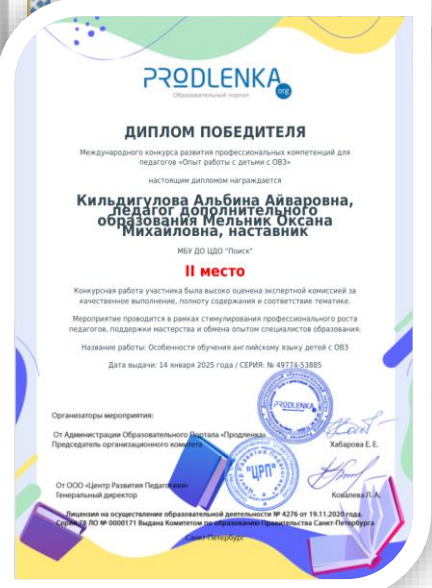 PRODLENKA
.org
Образовательный портал
ДИПЛОМ ПОБЕДИТЕЛЯ
Международного конкурса развития профессиональных компетенций для
педагогов «Опыт работы с детьми с ОВЗ»
настоящим дипломом награждается
Кильдигулова Альбина Айваровна,
педагог дополнительного
образования Мельник Оксана
Михайловна, наставник
МБУ ДО ЦДО "Поиск"
II место
Конкурсная работа участника была высоко оценена экспертной комиссией за
качественное выполнение, полноту содержания и соответствие тематике.
Мероприятие проводится в рамках стимулирования профессионального роста
педагогов, поддержки мастерства и обмена опытом специалистов образования.
Название работы: Особенности обучения английскому языку детей с ОВЗ
Дата выдачи: 14 января 2025 года / СЕРИЯ: № 49774-53885
PRODLENKA
Организаторы мероприятия:
От Администрации Образовательного Портала «Продленка»
Председатель организационного комитета
Хабарова Е. Е.
"ЦРП"
От ООО «Центр Развития Педагогики»
Генеральный директор
Ковалева Л. А.
Лицензия на осуществление образовательной деятельности № 4276 от 19.11.2020 года.
Серия 78 ЛО № 0000171 Выдана Комитетом по образованию Правительства Санкт-Петербурга
Санкт-Петербург